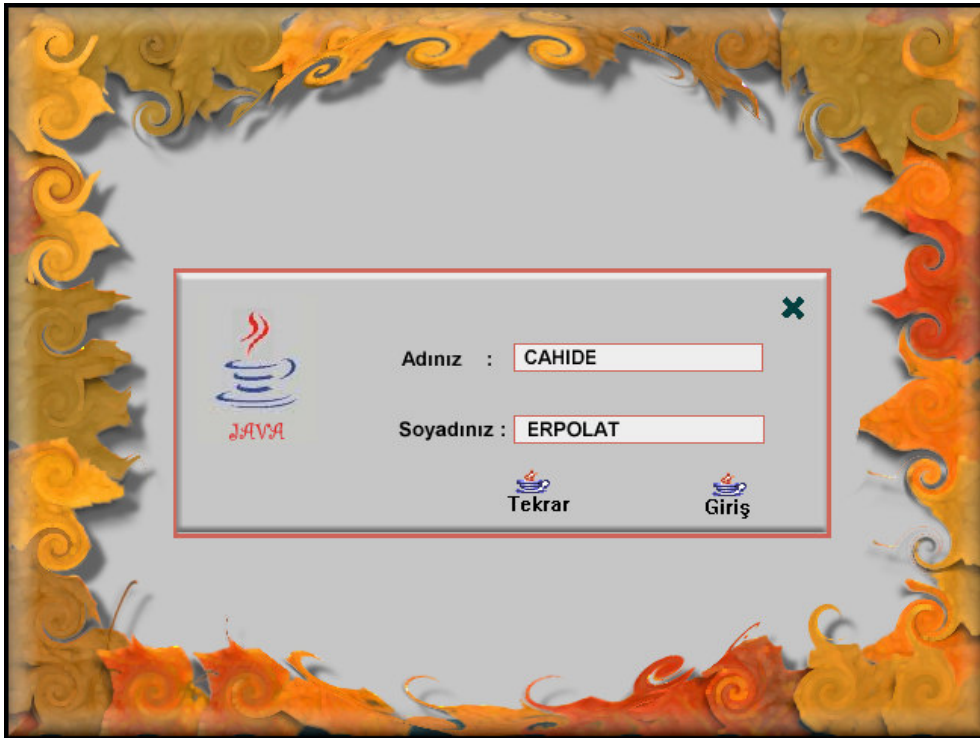 Adınız : CAHIDE
JAVA
Soyadınız : ERPOLAT
Tekrar Giriş